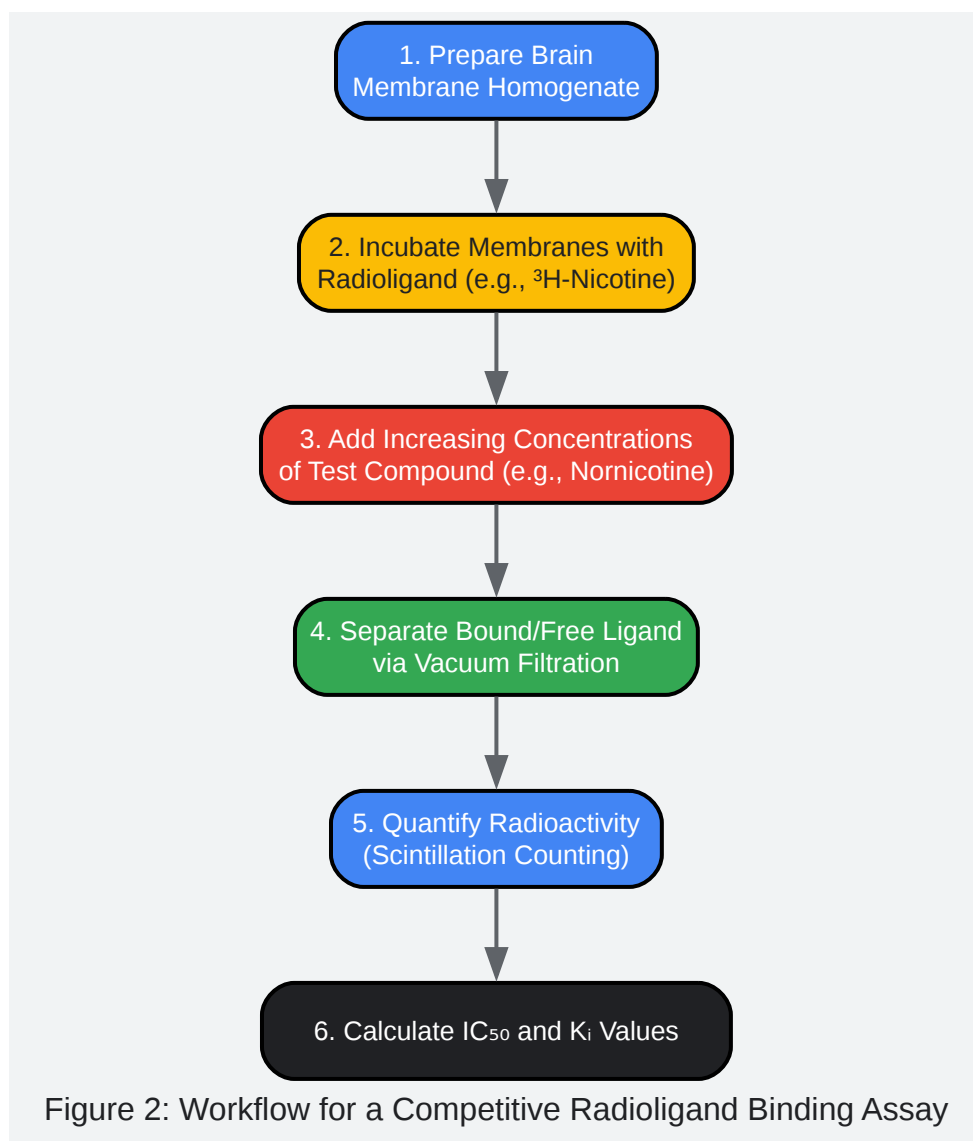 1. Prepare Brain
Membrane Homogenate
2. Incubate Membranes with
Radioligand (e.g., ³H-Nicotine)
3. Add Increasing Concentrations
of Test Compound (e.g., Nornicotine)
4. Separate Bound/Free Ligand
via Vacuum Filtration
5. Quantify Radioactivity
(Scintillation Counting)
6. Calculate IC₅₀ and Kᵢ Values
Figure 2: Workflow for a Competitive Radioligand Binding Assay